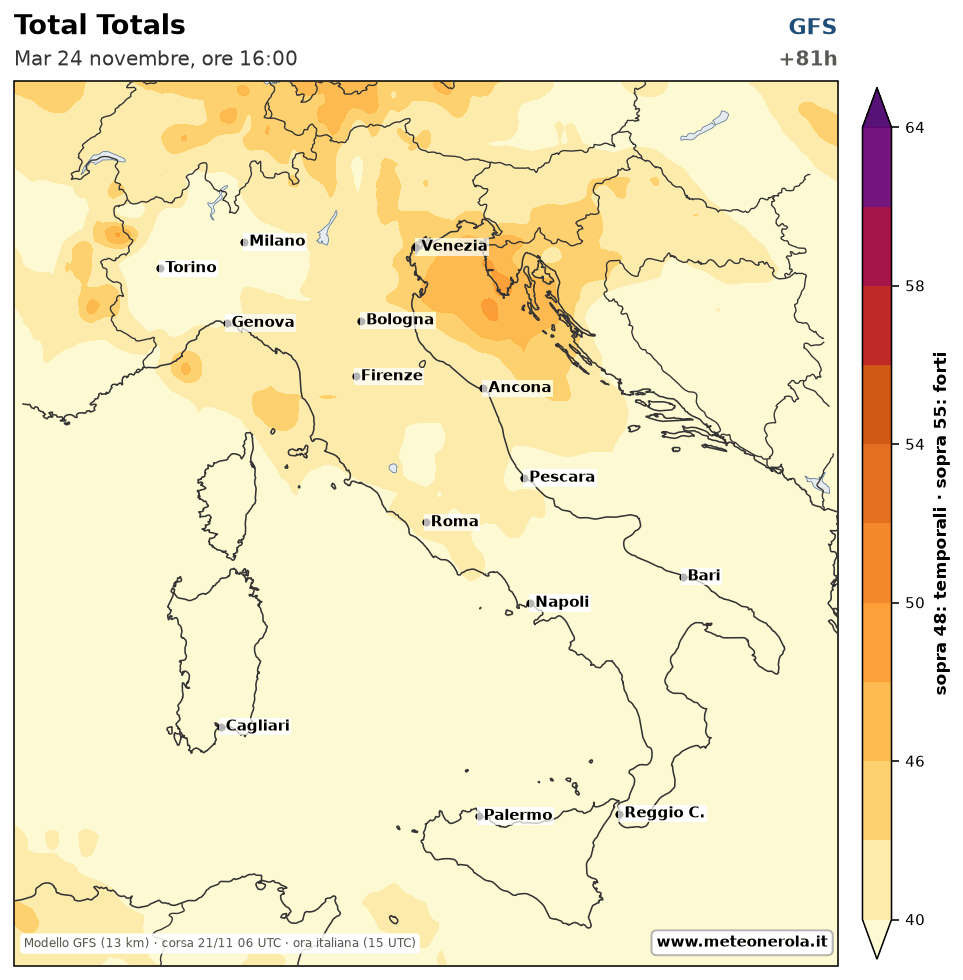 Total Totals
GFS
Mar 24 novembre, ore 16:00
+81h
64
58
54
50
46
40
sopra 48: temporali · sopra 55: forti
Venezia
Milano
Torino
Genova
Bologna
Firenze
Ancona
Pescara
Roma
Bari
Napoli
Cagliari
Palermo
Reggio C.
Modello GFS (13 km) · corsa 21/11 06 UTC · ora italiana (15 UTC)
www.meteonerola.it